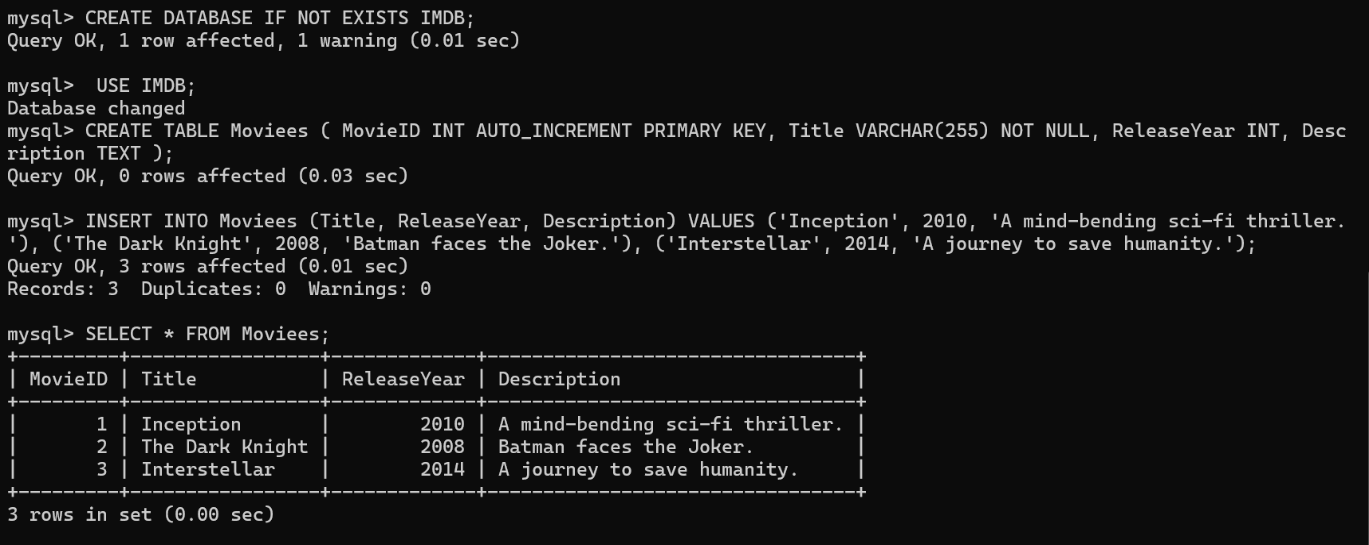 mysql> CREATE DATABASE IF NOT EXISTS IMDB;
Query OK, 1 row affected, 1 warning (0.01 sec)
mysql>  USE IMDB;
Database changed
mysql> CREATE TABLE Moviees ( MovieID INT AUTO_INCREMENT PRIMARY KEY, Title VARCHAR(255) NOT NULL, ReleaseYear INT, Desc
ription TEXT );
Query OK, 0 rows affected (0.03 sec)
mysql> INSERT INTO Moviees (Title, ReleaseYear, Description) VALUES ('Inception', 2010, 'A mind-bending sci-fi thriller.
'), ('The Dark Knight', 2008, 'Batman faces the Joker.'), ('Interstellar', 2014, 'A journey to save humanity.');
Query OK, 3 rows affected (0.01 sec)
Records: 3  Duplicates: 0  Warnings: 0
mysql> SELECT * FROM Moviees;
+---------+-----------------+-------------+---------------------------------+
| MovieID | Title           | ReleaseYear | Description                     |
+---------+-----------------+-------------+---------------------------------+
|       1 | Inception       |        2010 | A mind-bending sci-fi thriller. |
|       2 | The Dark Knight |        2008 | Batman faces the Joker.         |
|       3 | Interstellar    |        2014 | A journey to save humanity.     |
+---------+-----------------+-------------+---------------------------------+
3 rows in set (0.00 sec)